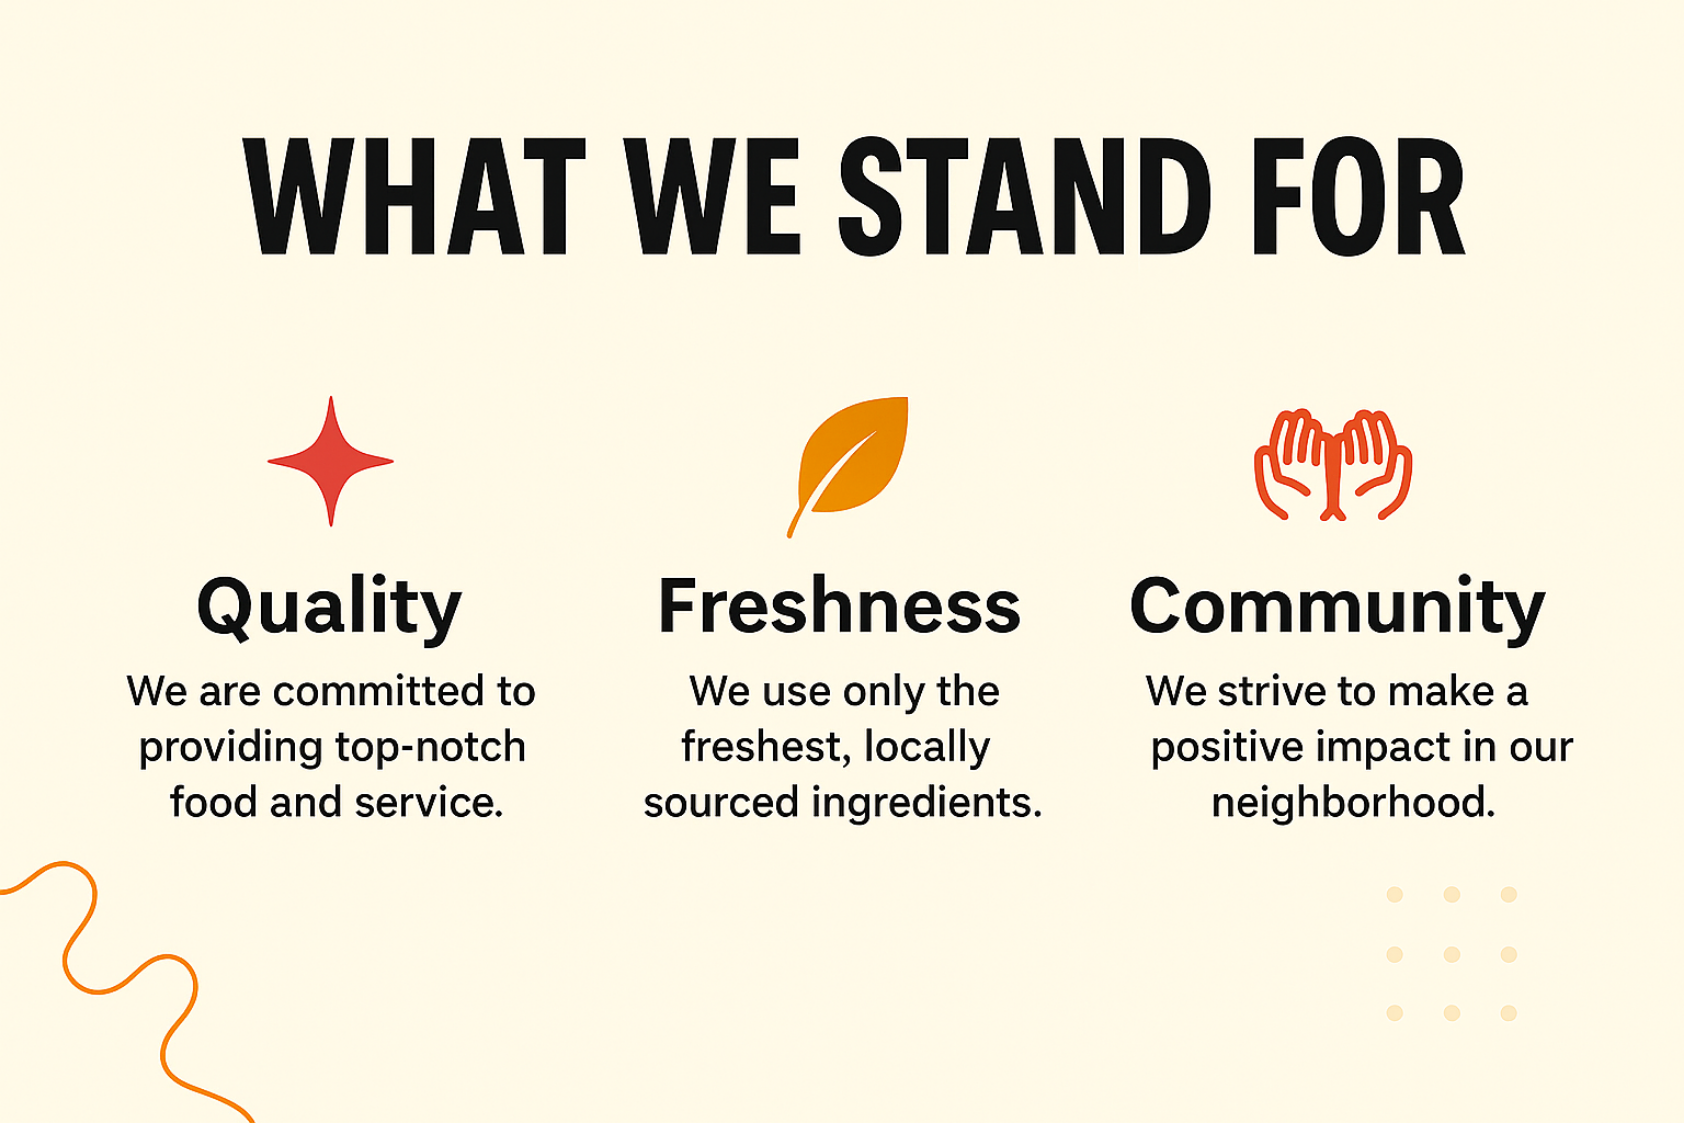 WHAT WE STAND FOR
Quality
We are committed to
providing top-notch
food and service.
Freshness
We use only the
freshest, locally
sourced ingredients.
Community
We strive to make a
positive impact in our
neighborhood.